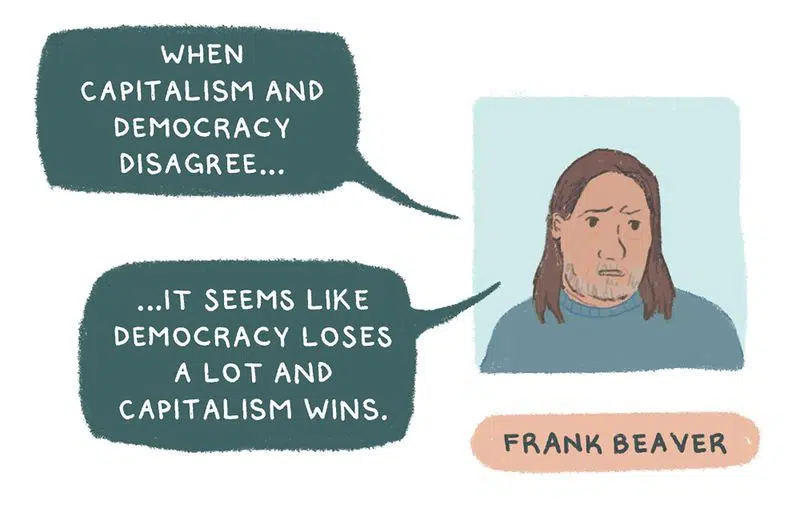 WHEN
CAPITALISM AND
DEMOCRACY
DISAGREE...
...IT SEEMS LIKE
DEMOCRACY LOSES
A LOT AND
CAPITALISM WINS.
FRANK BEAVER